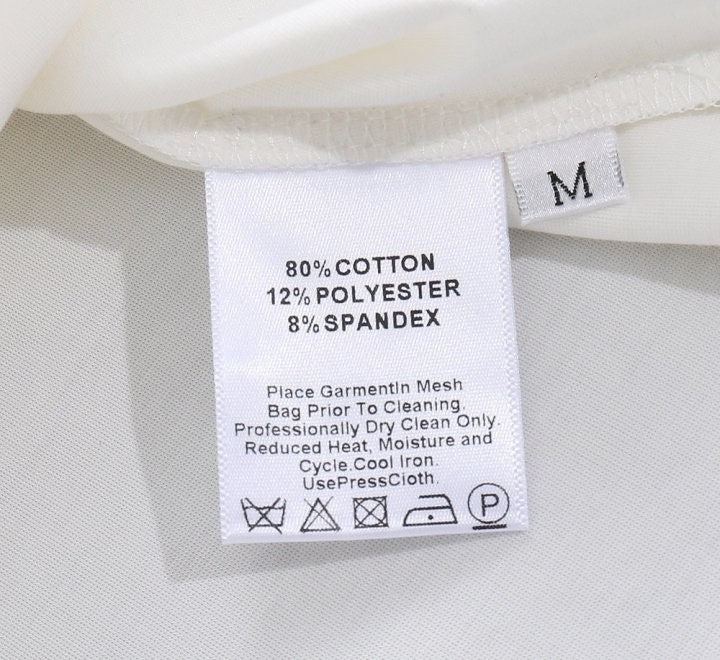 M
80% COTTON
12% POLYESTER
8% SPANDEX
Place GarmentIn Mesh
Bag Prior To Cleaning.
Professionally Dry Clean Only.
Reduced Heat, Moisture and
Cycle.Cool Iron.
UsePressCloth.
P